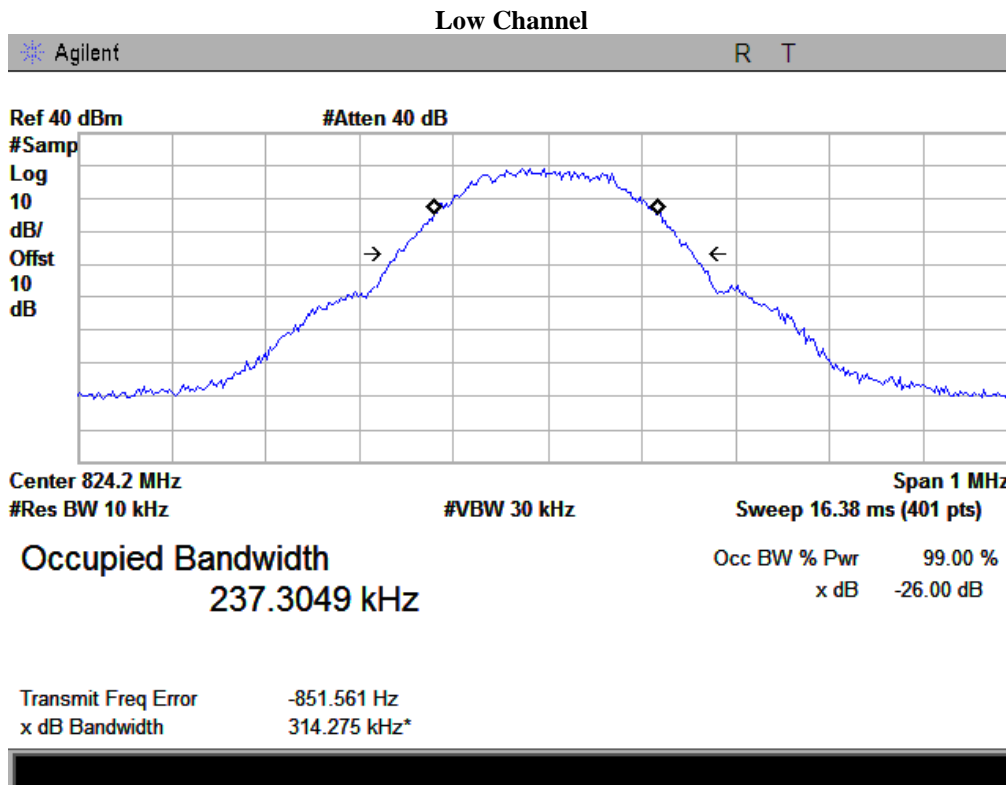 Low Channel
Agilent R T
Ref 40 dBm #Atten 40 dB
#Samp
Log
10
dB/
Offst
10
dB
Center 824.2 MHz Span 1 MHz
#Res BW 10 kHz #VBW 30 kHz Sweep 16.38 ms (401 pts)
Occupied Bandwidth Occ BW % Pwr 99.00 %
237.3049 kHz x dB -26.00 dB
Transmit Freq Error -851.561 Hz
x dB Bandwidth 314.275 kHz*